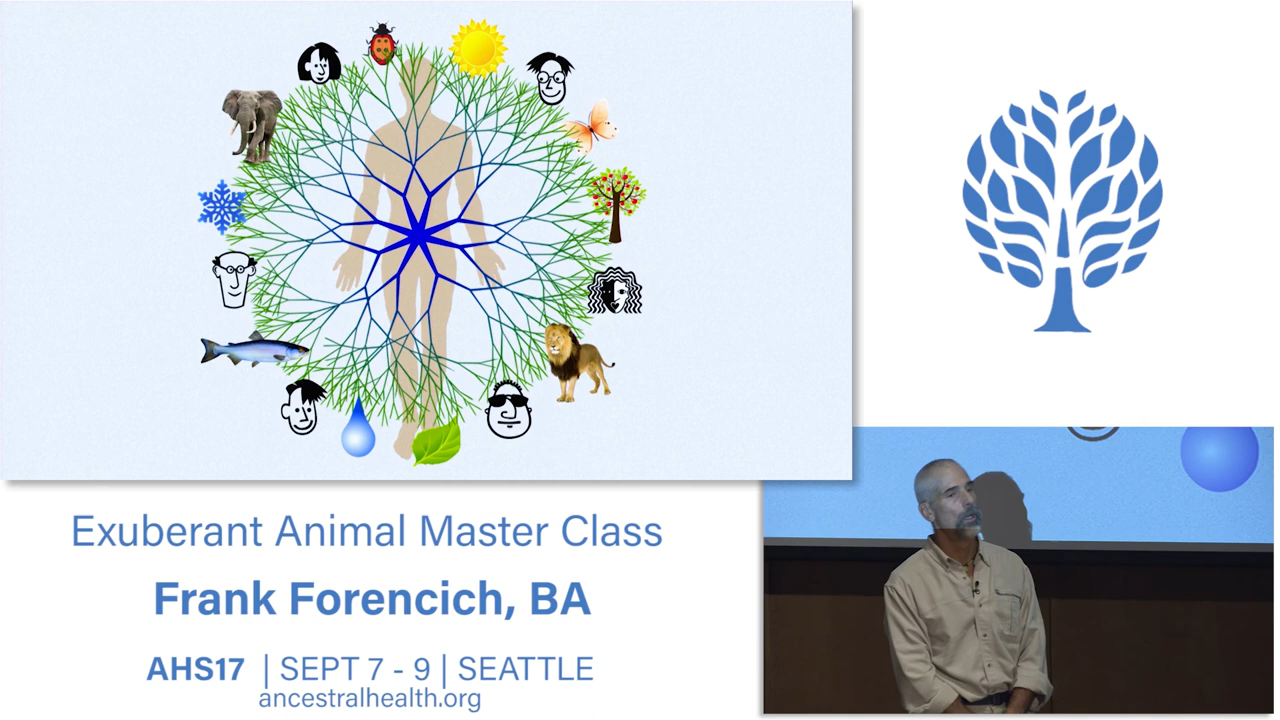 Exuberant Animal Master Class
Frank Forencich, BA
AHS17 | SEPT 7 - 9 | SEATTLE
ancestralhealth.org